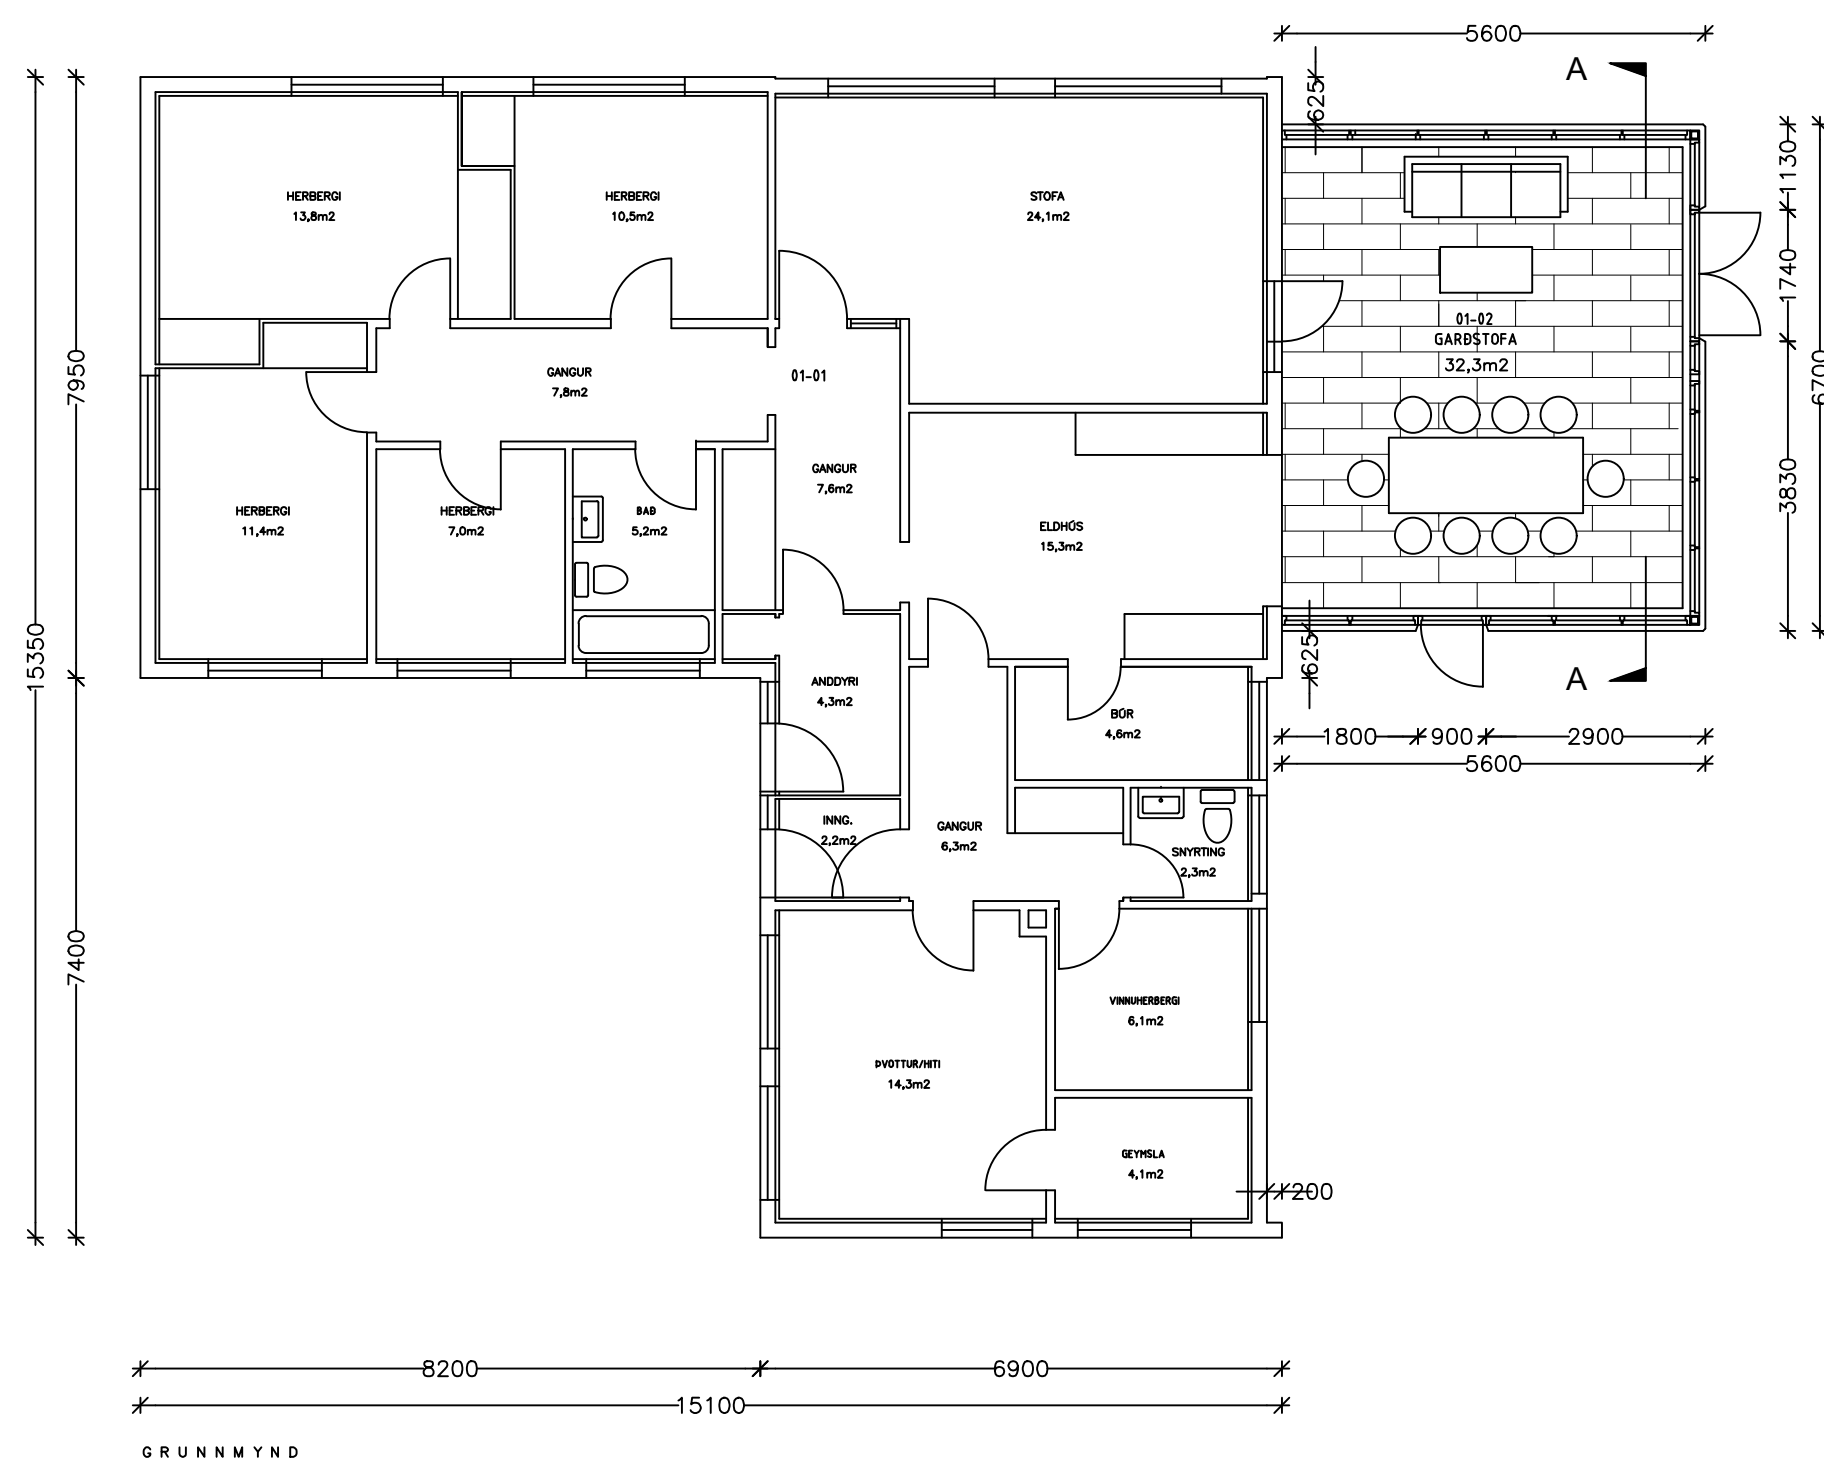 5600
A
625
1130
HERBERGI
13,8m2
HERBERGI
10,5m2
STOFA
24,1m2
1740
01-02
GARÐSTOFA
32,3m2
7950
6700
GANGUR
7,8m2
01-01
GANGUR
7,6m2
3830
HERBERGI
11,4m2
HERBERGI
7,0m2
BAÐ
5,2m2
ELDHÚS
15,3m2
15350
625
A
ANDDYRI
4,3m2
BÚR
4,6m2
1800
900
2900
5600
INNG.
2,2m2
GANGUR
6,3m2
SNYRTING
2,3m2
7400
VINNUHERBERGI
6,1m2
ÞVOTTUR/HITI
14,3m2
GEYMSLA
4,1m2
200
8200
6900
15100
GRUNNMYND